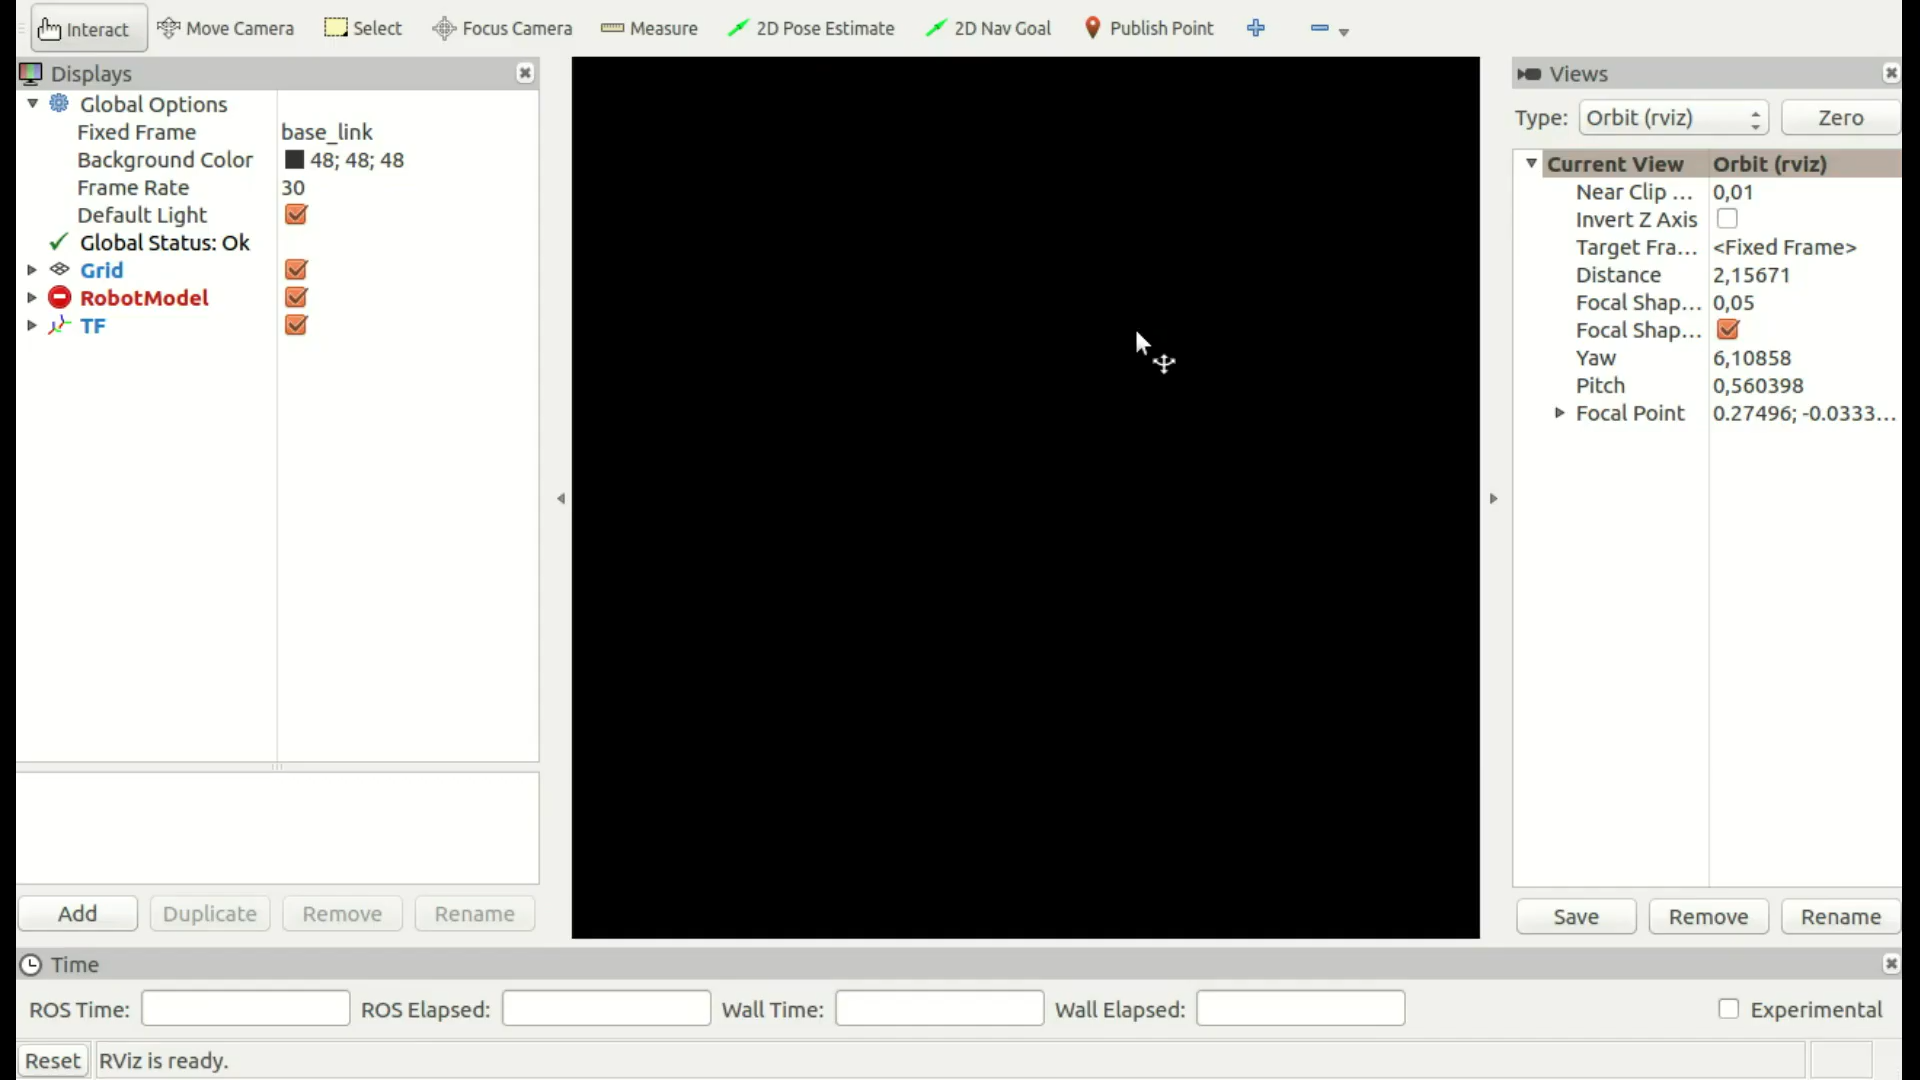 Interact Move Camera Select Focus Camera Measure 2D Pose Estimate 2D Nav Goal Publish Point
Displays
Global Options
Fixed Frame base_link
Background Color 48; 48; 48
Frame Rate 30
Default Light
Global Status: Ok
Grid
RobotModel
TF
Add Duplicate Remove Rename
Views
Type: Orbit (rviz) Zero
Current View Orbit (rviz)
Near Clip ... 0,01
Invert Z Axis
Target Fra... <Fixed Frame>
Distance 2,15671
Focal Shap... 0,05
Focal Shap...
Yaw 6,10858
Pitch 0,560398
Focal Point 0.27496; -0.0333...
Save Remove Rename
Time
ROS Time: ROS Elapsed: Wall Time: Wall Elapsed: Experimental
Reset RViz is ready.